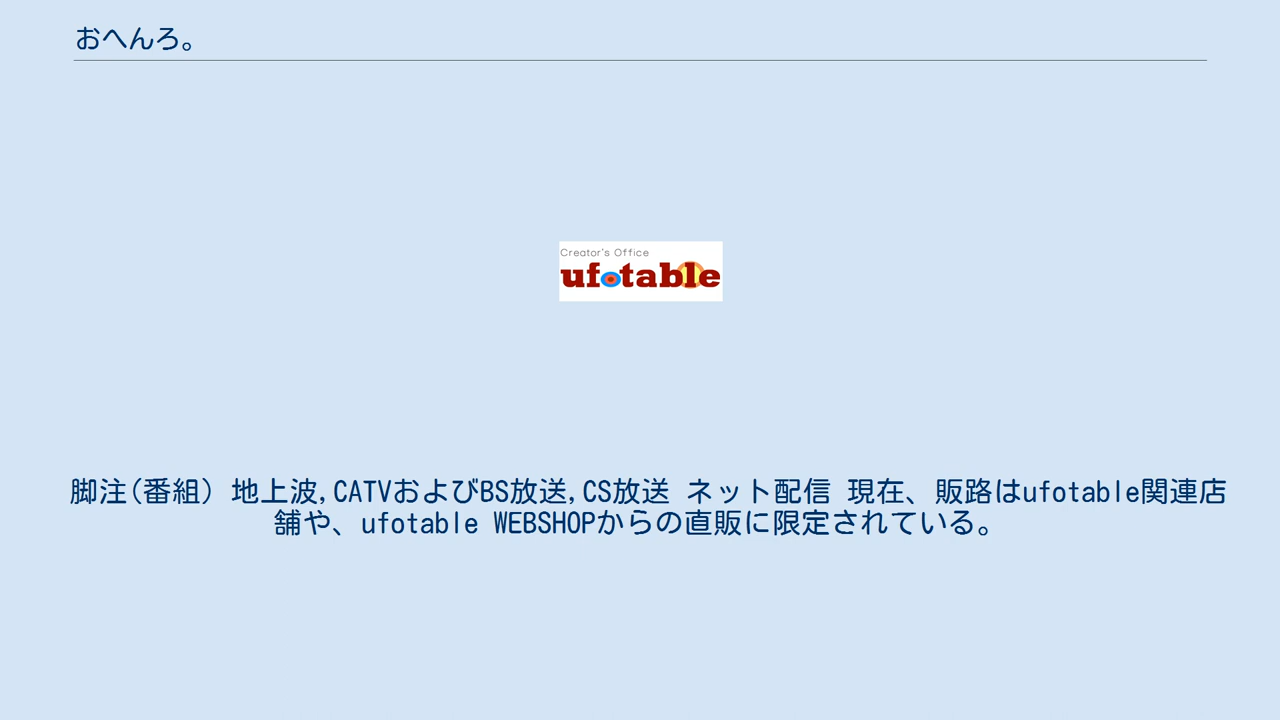 おへんろ。
Creator's Office
ufotable
脚注(番組) 地上波,CATVおよびBS放送,CS放送 ネット配信 現在、販路はufotable関連店
舗や、ufotable WEBSHOPからの直販に限定されている。